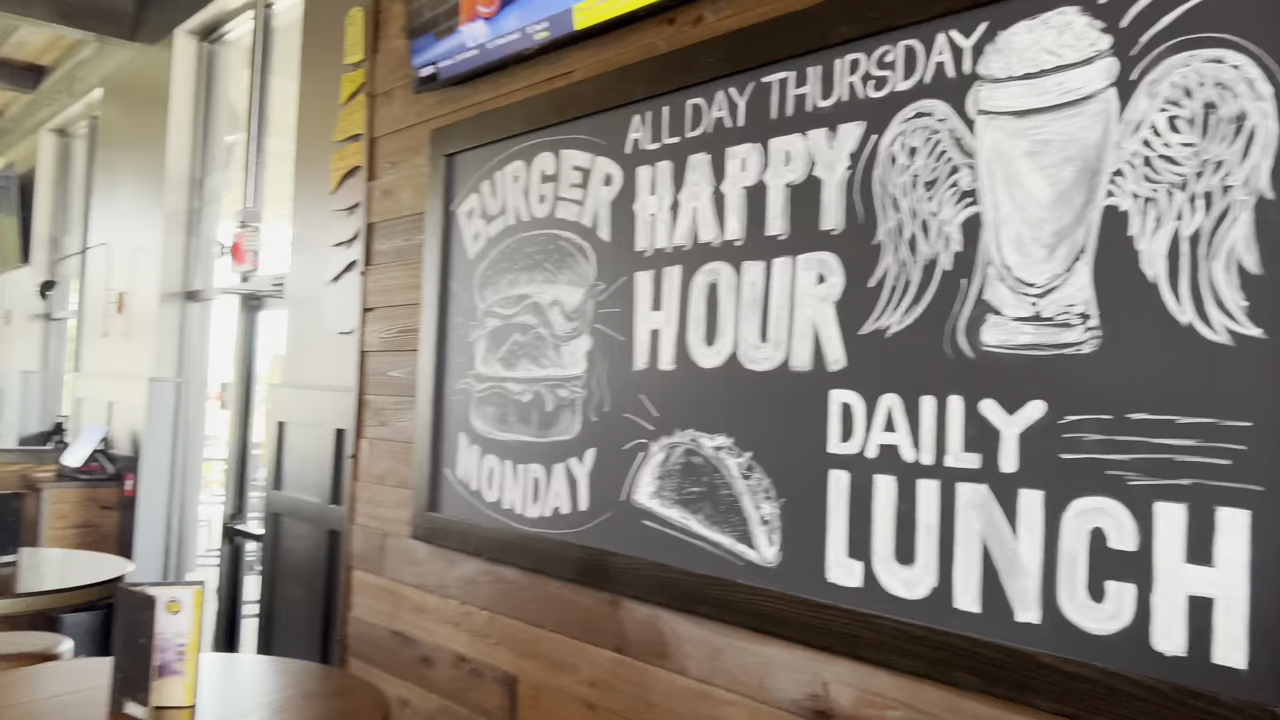 BURGER
MONDAY
ALL DAY THURSDAY
HAPPY
HOUR
DAILY
LUNCH